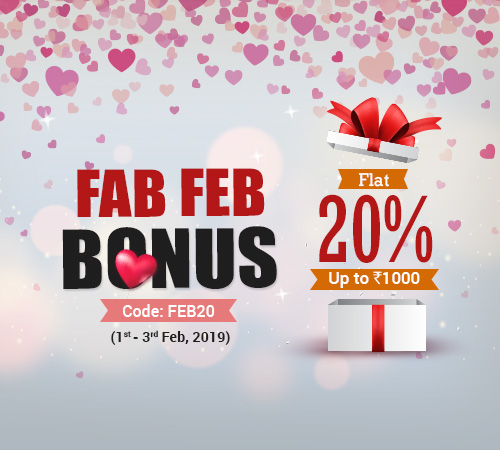 FAB FEB
BONUS
Code: FEB20
(1st - 3rd Feb, 2019)
Flat
20%
Up to ₹1000